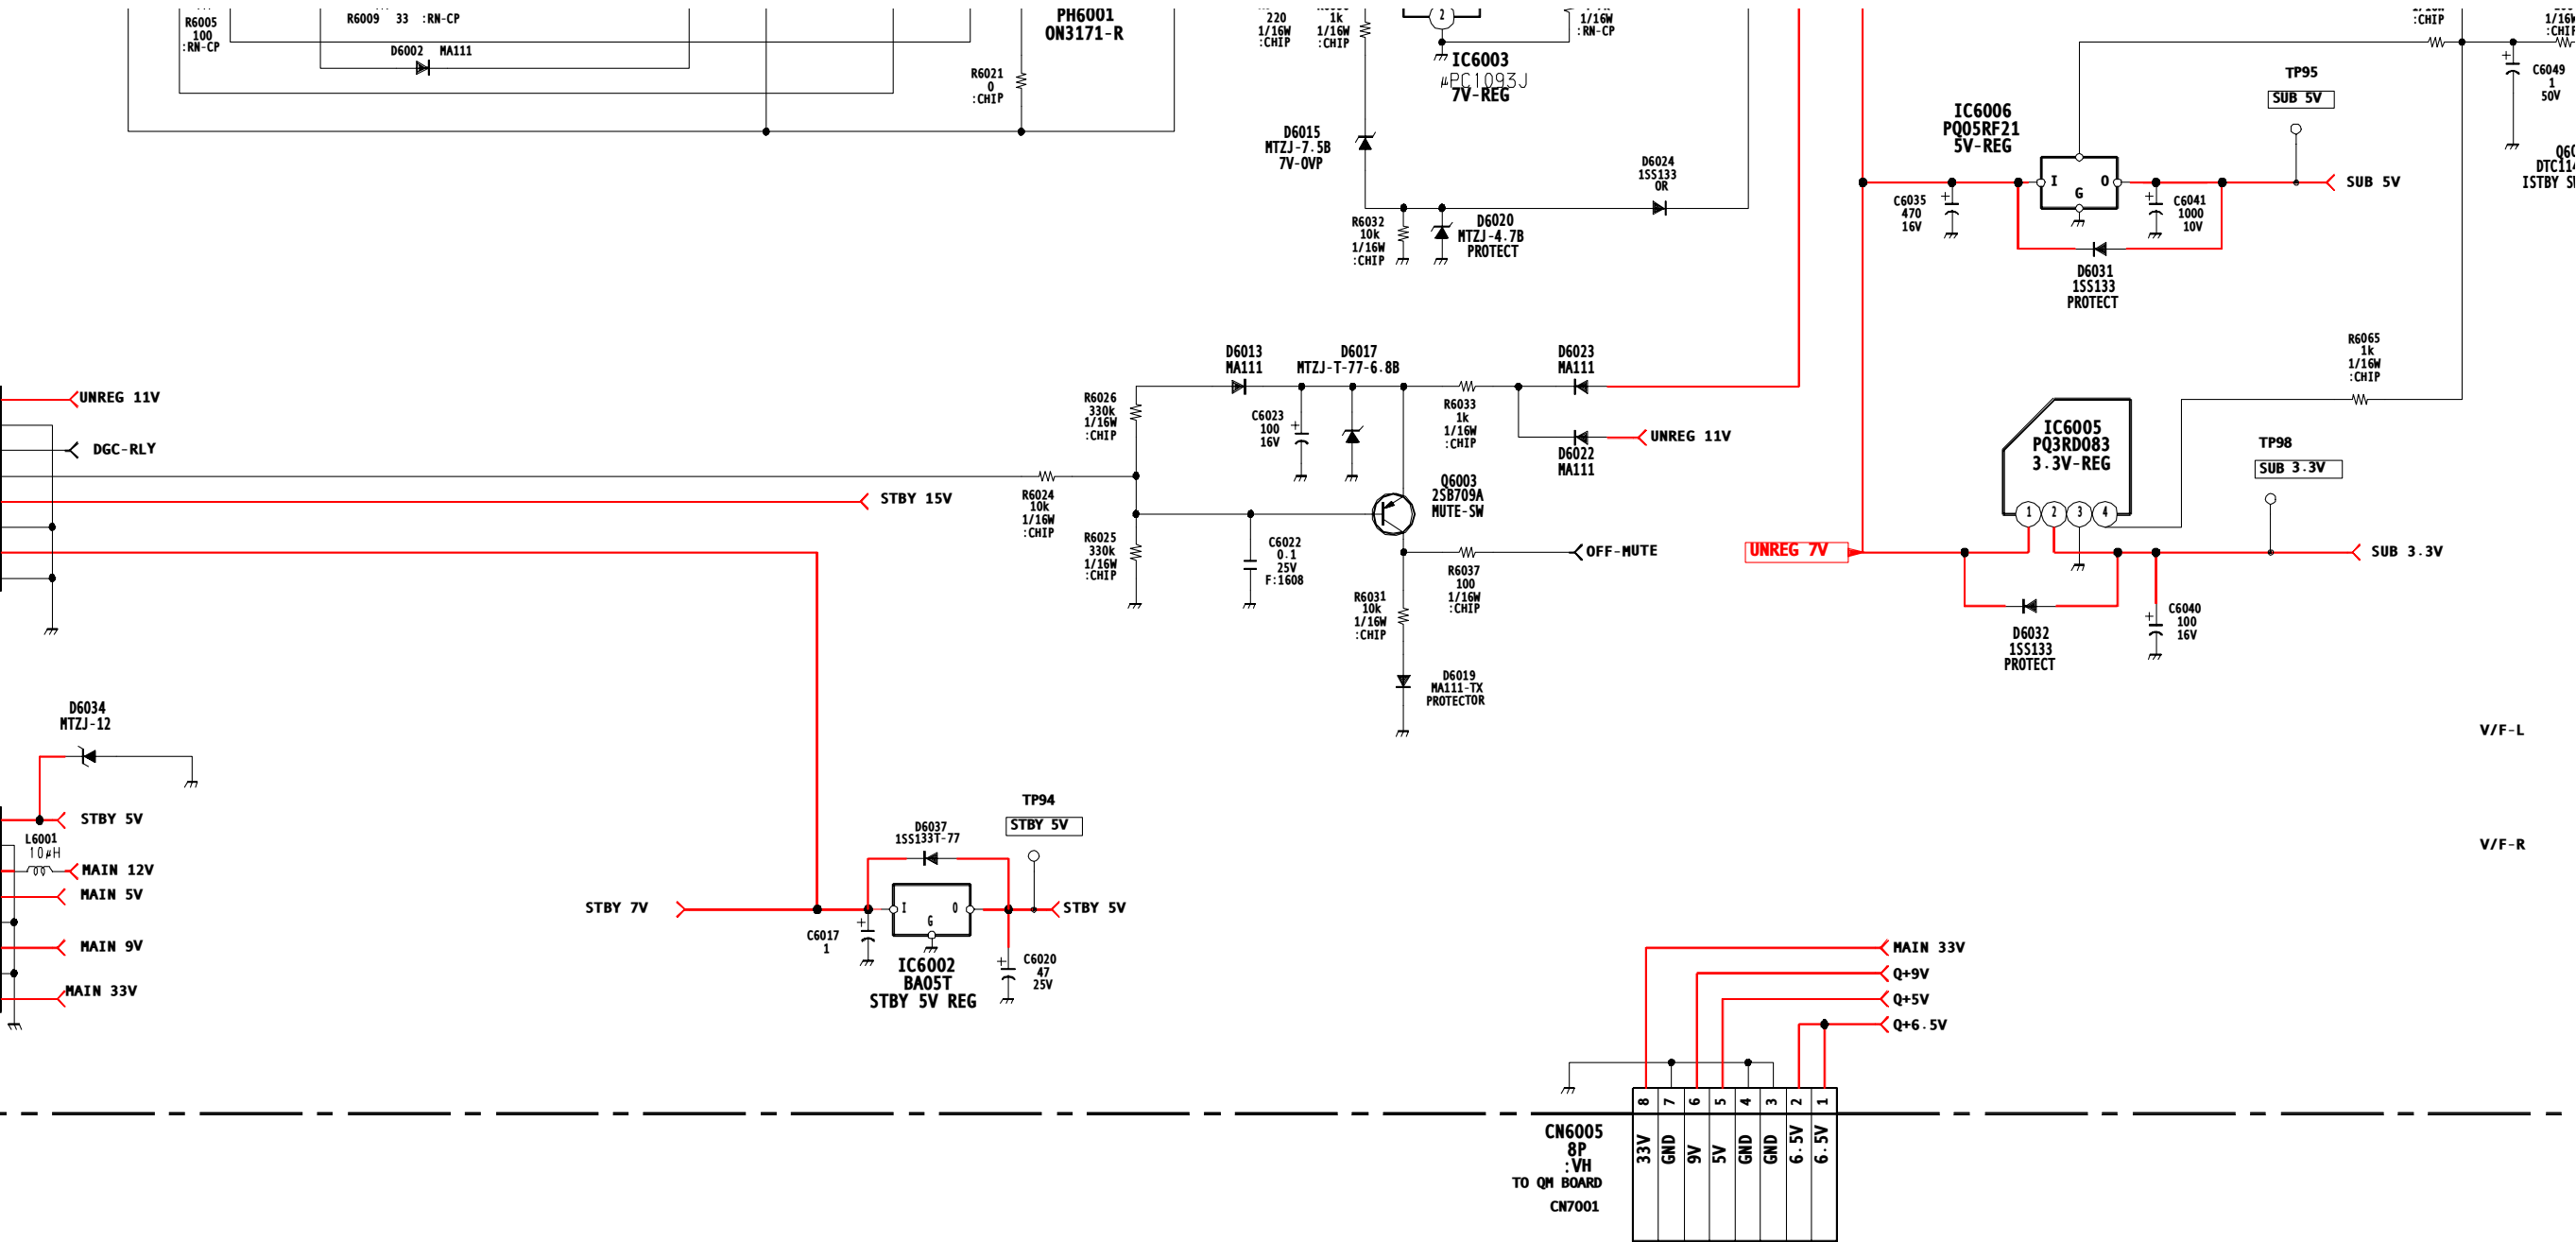 R6005
100
:RN-CP
R6009 33 :RN-CP
D6002 MA111
PH6001
ON3171-R
R6021
0
:CHIP
220
1/16W
:CHIP
1k
1/16W
:CHIP
2
IC6003
µPC1093J
7V-REG
1/16W
:RN-CP
D6015
MTZJ-7.5B
7V-OVP
D6024
1SS133
OR
R6032
10k
1/16W
:CHIP
D6020
MTZJ-4.7B
PROTECT
IC6006
PQ05RF21
5V-REG
I
O
G
TP95
SUB 5V
SUB 5V
C6035
470
16V
C6041
1000
10V
D6031
1SS133
PROTECT
:CHIP
1/16W
:CHIP
C6049
1
50V
DTC114
ISTBY
R6065
1k
1/16W
:CHIP
UNREG 11V
DGC-RLY
STBY 15V
R6026
330k
1/16W
:CHIP
R6024
10k
1/16W
:CHIP
R6025
330k
1/16W
:CHIP
D6013
MA111
D6017
MTZJ-T-77-6.8B
D6023
MA111
C6023
100
16V
R6033
1k
1/16W
:CHIP
UNREG 11V
D6022
MA111
Q6003
2SB709A
MUTE-SW
C6022
0.1
25V
F:1608
R6037
100
1/16W
:CHIP
OFF-MUTE
R6031
10k
1/16W
:CHIP
D6019
MA111-TX
PROTECTOR
UNREG 7V
IC6005
PQ3RD083
3.3V-REG
1
2
3
4
TP98
SUB 3.3V
SUB 3.3V
D6032
1SS133
PROTECT
C6040
100
16V
V/F-L
V/F-R
D6034
MTZJ-12
STBY 5V
L6001
10µH
MAIN 12V
MAIN 5V
MAIN 9V
MAIN 33V
STBY 7V
D6037
1SS133T-77
TP94
STBY 5V
I
O
G
STBY 5V
C6017
1
IC6002
BA05T
STBY 5V REG
C6020
47
25V
MAIN 33V
Q+9V
Q+5V
Q+6.5V
8 7 6 5 4 3 2 1
33V GND 9V 5V GND GND 6.5V 6.5V
CN6005
8P
:VH
TO QM BOARD
CN7001